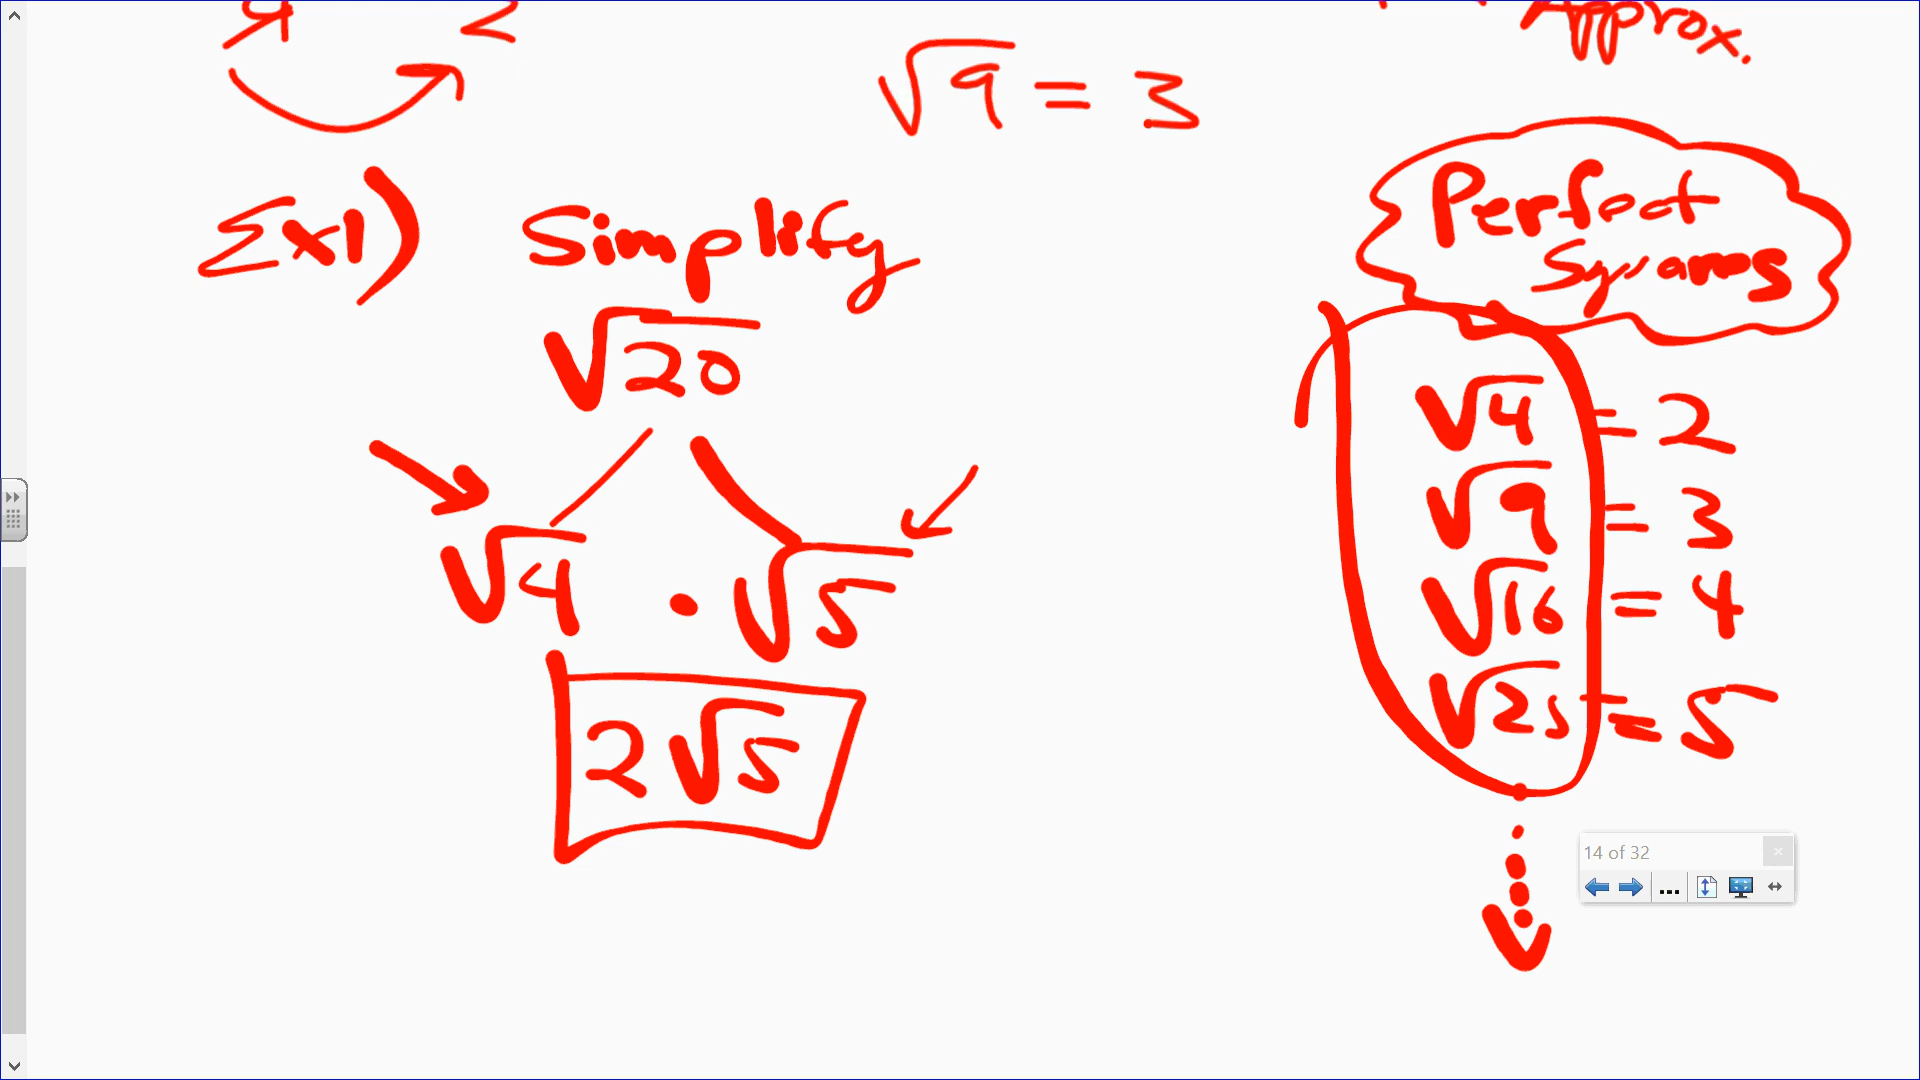 Approx.
√9 = 3
Ex1) Simplify
√20
√4 · √5
2√5
Perfect
Squares
√4 = 2
√9 = 3
√16 = 4
√25 = 5
14 of 32